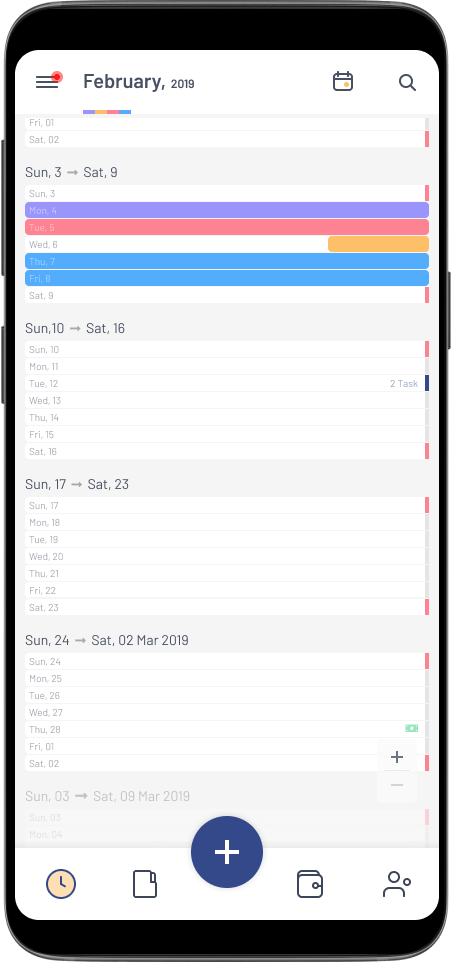 February, 2019
Fri, 01
Sat, 02
Sun, 3 → Sat, 9
Sun, 3
Mon, 4
Tue, 5
Wed, 6
Thu, 7
Fri, 8
Sat, 9
Sun,10 → Sat, 16
Sun, 10
Mon, 11
Tue, 12 2 Task
Wed, 13
Thu, 14
Fri, 15
Sat, 16
Sun, 17 → Sat, 23
Sun, 17
Mon, 18
Tue, 19
Wed, 20
Thu, 21
Fri, 22
Sat, 23
Sun, 24 → Sat, 02 Mar 2019
Sun, 24
Mon, 25
Tue, 26
Wed, 27
Thu, 28
Fri, 01
Sat, 02
Sun, 03 → Sat, 09 Mar 2019
Sun, 03
Mon, 04